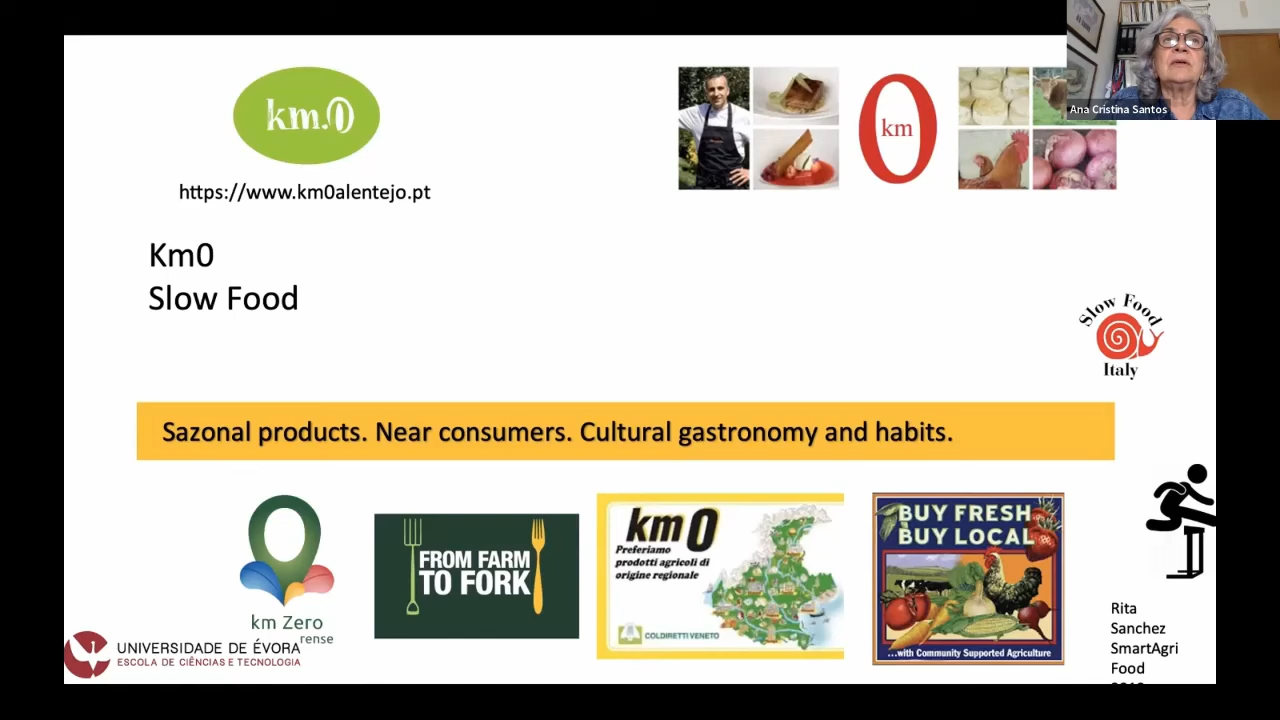 km.0
km
0
Ana Cristina Santos
https://www.km0alentejo.pt
Km0
Slow Food
Slow Food
Italy
Sazonal products. Near consumers. Cultural gastronomy and habits.
km Zero
rense
FROM FARM
TO FORK
km 0
Preferiamo
prodotti agricoli di
origine regionale
COLDIRETTI VENETO
BUY FRESH
BUY LOCAL
...with Community Supported Agriculture
Rita
Sanchez
SmartAgri
Food
UNIVERSIDADE DE ÉVORA
ESCOLA DE CIÊNCIAS E TECNOLOGIA